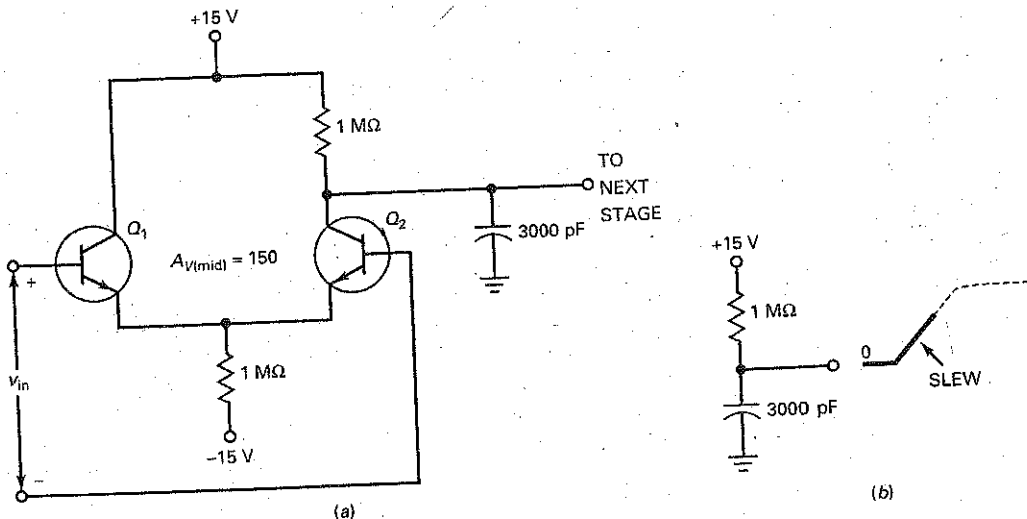 +15 V
1 MΩ
TO
NEXT
STAGE
Q1
Q2
3000 pF
AV(mid) = 150
+
vin
1 MΩ
−15 V
−
(a)
+15 V
1 MΩ
0
SLEW
3000 pF
(b)